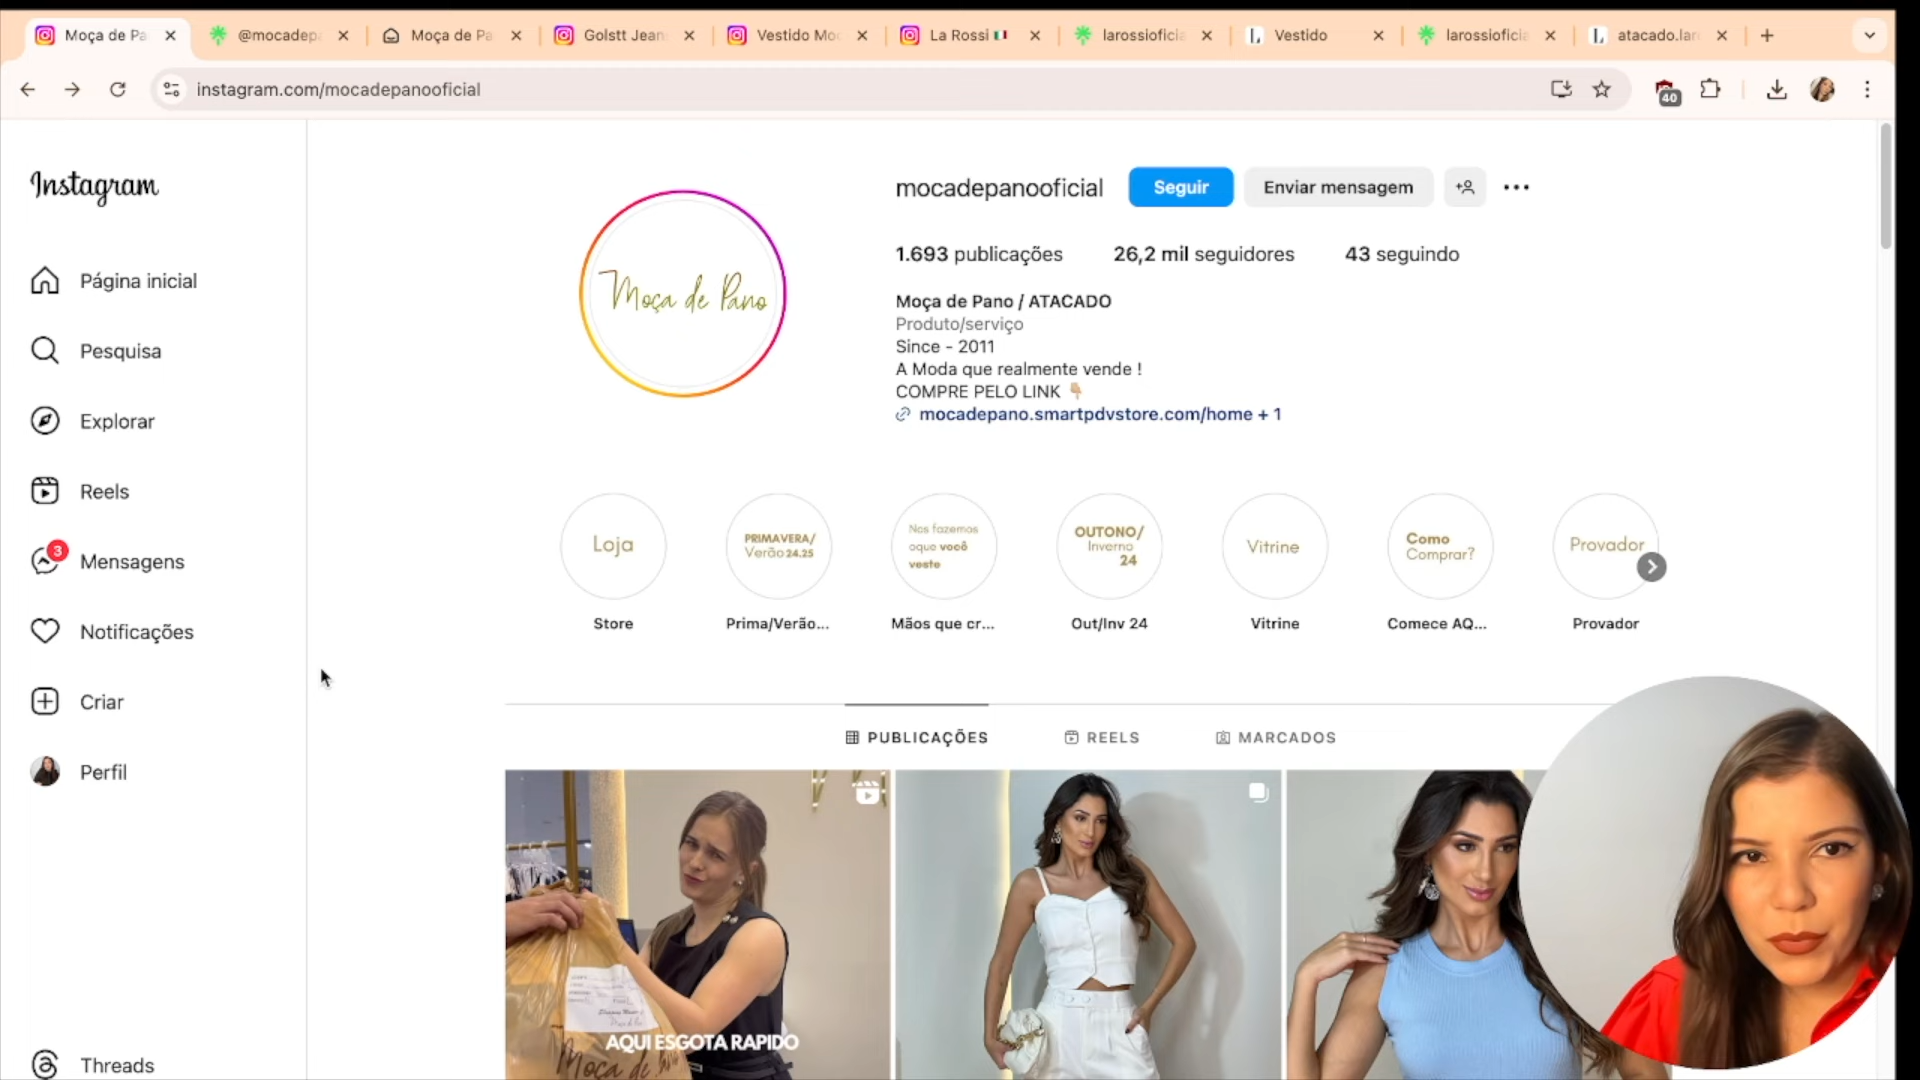 Moça de Pa
@mocadepa
Moça de Pa
Golstt Jean
Vestido Mo
La Rossi
larossioficia
Vestido
larossioficia
atacado.lar
instagram.com/mocadepanooficial
40
Instagram
Página inicial
Pesquisa
Explorar
Reels
3
Mensagens
Notificações
Criar
Perfil
Threads
Moça de Pano
mocadepanooficial
Seguir
Enviar mensagem
1.693 publicações
26,2 mil seguidores
43 seguindo
Moça de Pano / ATACADO
Produto/serviço
Since - 2011
A Moda que realmente vende !
COMPRE PELO LINK
mocadepano.smartpdvstore.com/home + 1
Loja
PRIMAVERA/
Verão 24.25
Nos fazemos
oque você
veste
OUTONO/
Inverno
24
Vitrine
Como
Comprar?
Provador
Store
Prima/Verão...
Mãos que cr...
Out/Inv 24
Vitrine
Comece AQ...
Provador
PUBLICAÇÕES
REELS
MARCADOS
AQUI ESGOTA RAPIDO
Moça de